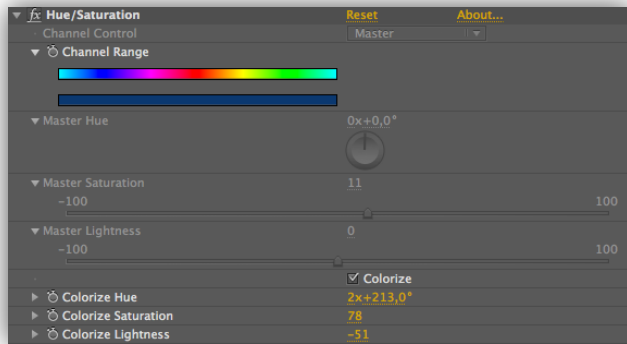 fx Hue/Saturation Reset About...
Channel Control Master
Channel Range
Master Hue 0x+0,0°
Master Saturation 11
-100 100
Master Lightness 0
-100 100
Colorize
Colorize Hue 2x+213,0°
Colorize Saturation 78
Colorize Lightness -51